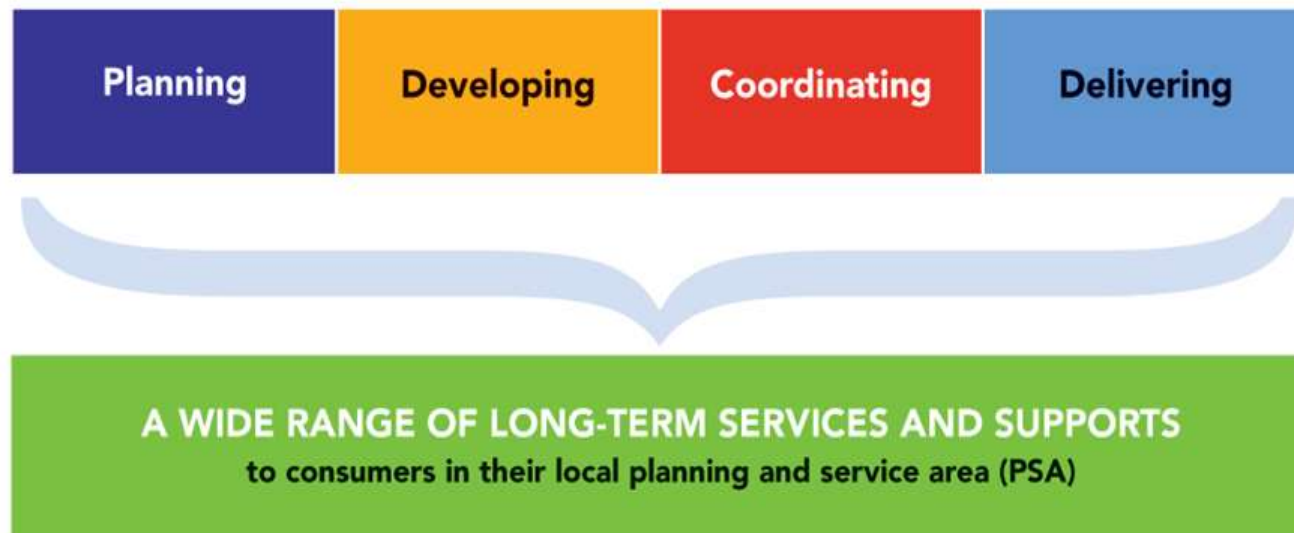 Planning
Developing
Coordinating
Delivering
A WIDE RANGE OF LONG-TERM SERVICES AND SUPPORTS
to consumers in their local planning and service area (PSA)